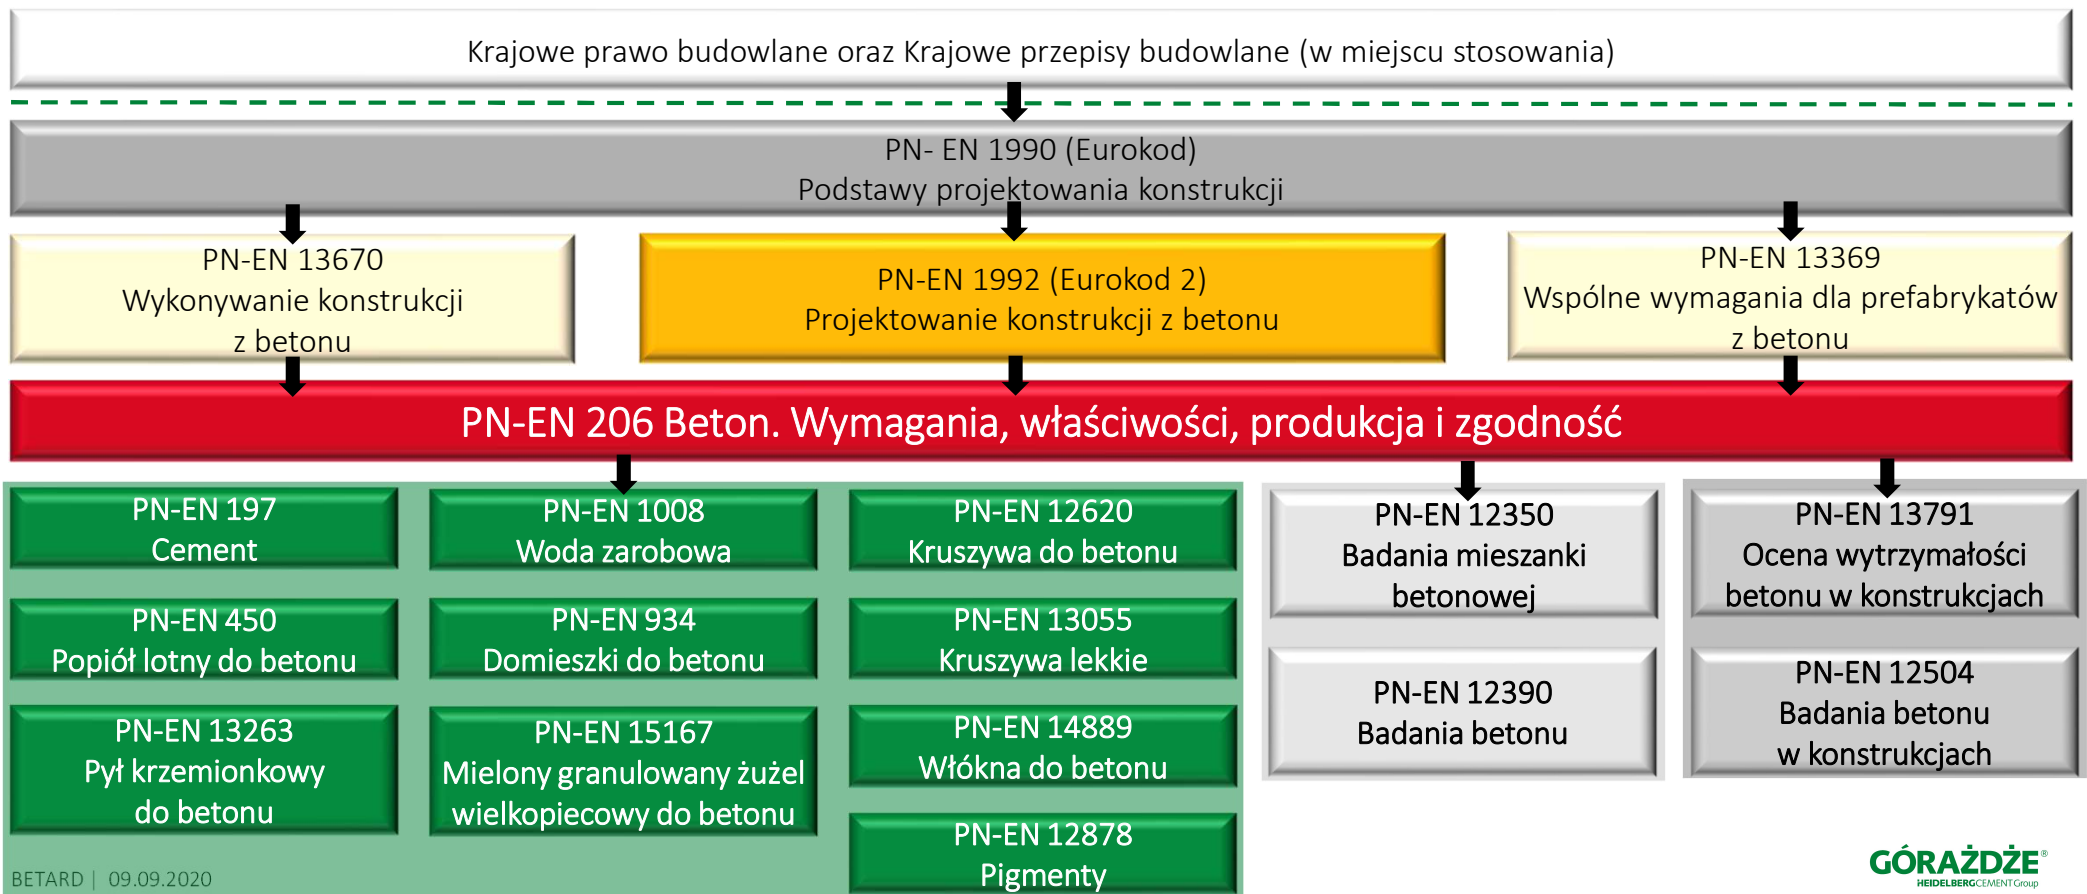 Krajowe prawo budowlane oraz Krajowe przepisy budowlane (w miejscu stosowania)
PN- EN 1990 (Eurokod)
Podstawy projektowania konstrukcji
PN-EN 13670
Wykonywanie konstrukcji
z betonu
PN-EN 1992 (Eurokod 2)
Projektowanie konstrukcji z betonu
PN-EN 13369
Wspólne wymagania dla prefabrykatów
z betonu
PN-EN 206 Beton. Wymagania, właściwości, produkcja i zgodność
PN-EN 197
Cement
PN-EN 450
Popiół lotny do betonu
PN-EN 13263
Pył krzemionkowy
do betonu
PN-EN 1008
Woda zarobowa
PN-EN 934
Domieszki do betonu
PN-EN 15167
Mielony granulowany żużel
wielkopiecowy do betonu
PN-EN 12620
Kruszywa do betonu
PN-EN 13055
Kruszywa lekkie
PN-EN 14889
Włókna do betonu
PN-EN 12878
Pigmenty
PN-EN 12350
Badania mieszanki
betonowej
PN-EN 12390
Badania betonu
PN-EN 13791
Ocena wytrzymałości
betonu w konstrukcjach
PN-EN 12504
Badania betonu
w konstrukcjach
BETARD | 09.09.2020
GÓRAŻDŻE®
HEIDELBERGCEMENT Group